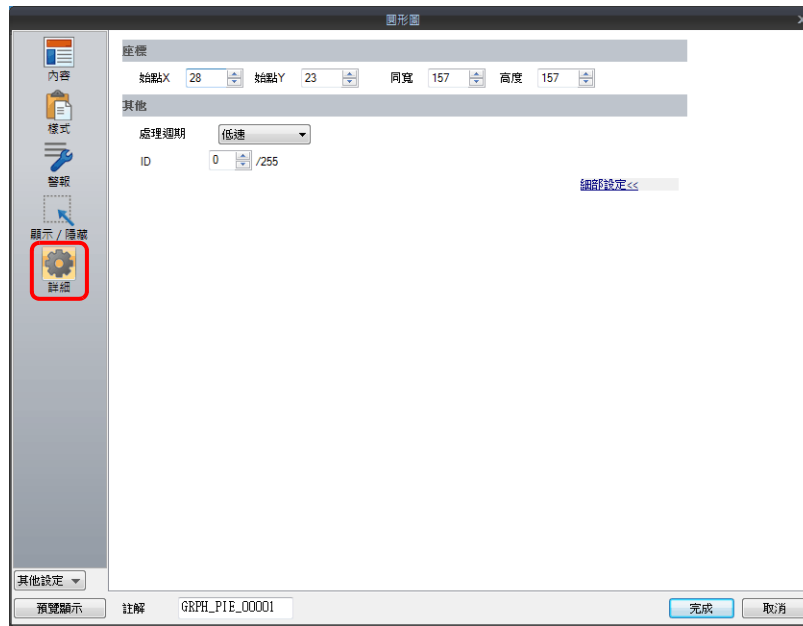 圓形圖
內容
樣式
警報
顯示 / 隱藏
詳細
座標
始點X 28 始點Y 23 同寬 157 高度 157
其他
處理週期 低速
ID 0 /255
細部設定<<
其他設定
預覽顯示 註解 GRPH_PIE_00001 完成 取消